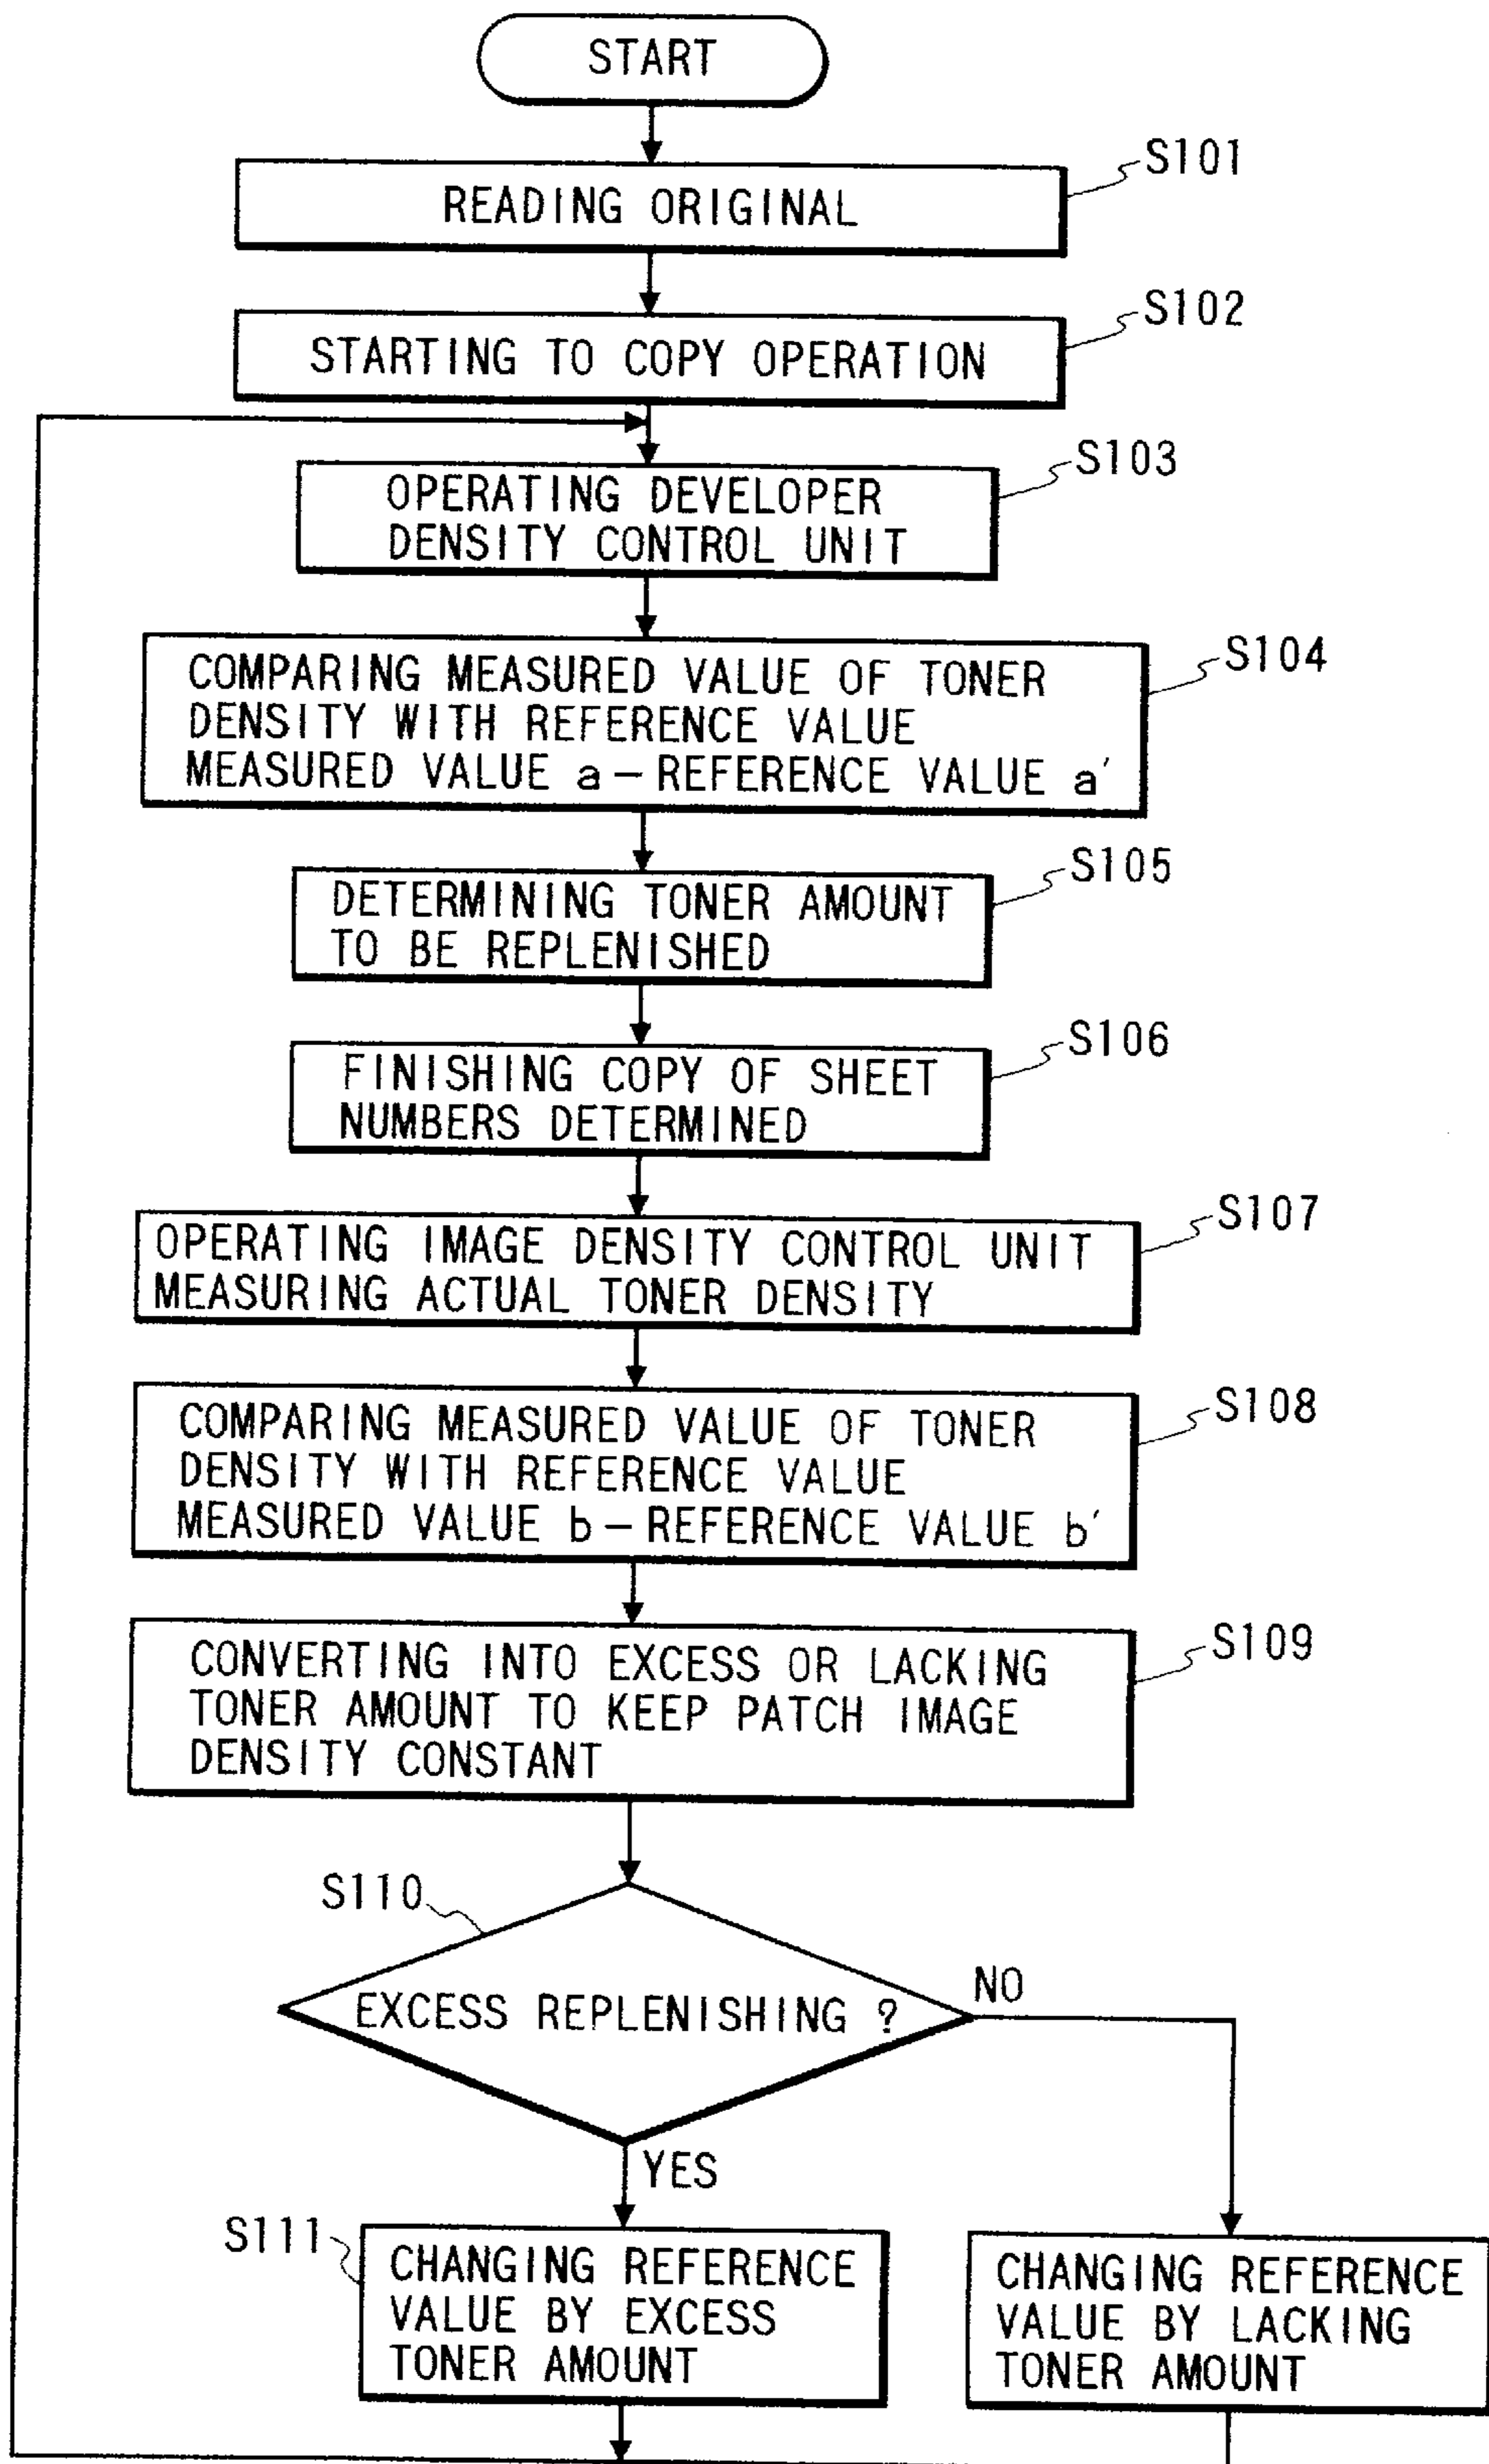 START
S101
READING ORIGINAL
S102
STARTING TO COPY OPERATION
S103
OPERATING DEVELOPER
DENSITY CONTROL UNIT
S104
COMPARING MEASURED VALUE OF TONER
DENSITY WITH REFERENCE VALUE
MEASURED VALUE a – REFERENCE VALUE a′
S105
DETERMINING TONER AMOUNT
TO BE REPLENISHED
S106
FINISHING COPY OF SHEET
NUMBERS DETERMINED
S107
OPERATING IMAGE DENSITY CONTROL UNIT
MEASURING ACTUAL TONER DENSITY
S108
COMPARING MEASURED VALUE OF TONER
DENSITY WITH REFERENCE VALUE
MEASURED VALUE b – REFERENCE VALUE b′
S109
CONVERTING INTO EXCESS OR LACKING
TONER AMOUNT TO KEEP PATCH IMAGE
DENSITY CONSTANT
S110
EXCESS REPLENISHING ?
NO
YES
S111
CHANGING REFERENCE
VALUE BY EXCESS
TONER AMOUNT
CHANGING REFERENCE
VALUE BY LACKING
TONER AMOUNT